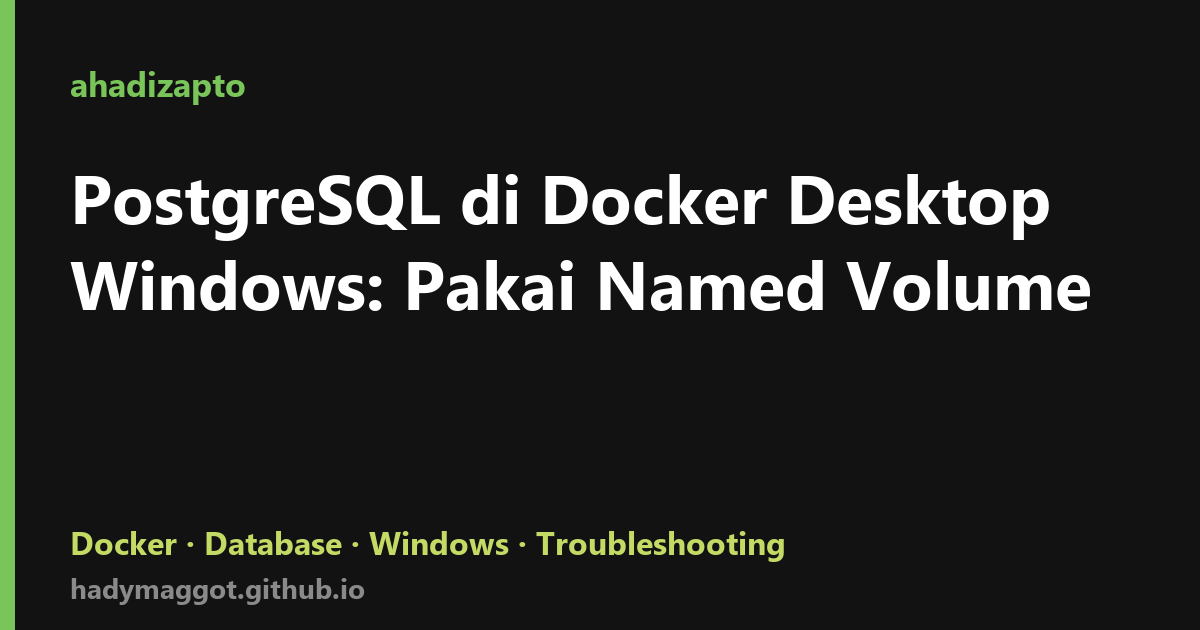 ahadizapto
PostgreSQL di Docker Desktop
Windows: Pakai Named Volume
Docker · Database · Windows · Troubleshooting
hadymaggot.github.io